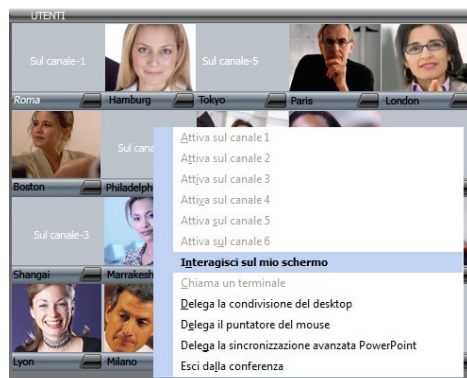 UTENTI
Sul canale-1
Sul canale-5
Roma
Hamburg
Tokyo
Paris
London
Sul cana
Boston
Philadelph
Sul canale-3
Shangai
Marrakesh
Lyon
Milano
Attiva sul canale 1
Attiva sul canale 2
Attiva sul canale 3
Attiva sul canale 4
Attiva sul canale 5
Attiva sul canale 6
Interagisci sul mio schermo
Chiama un terminale
Delega la condivisione del desktop
Delega il puntatore del mouse
Delega la sincronizzazione avanzata PowerPoint
Esci dalla conferenza